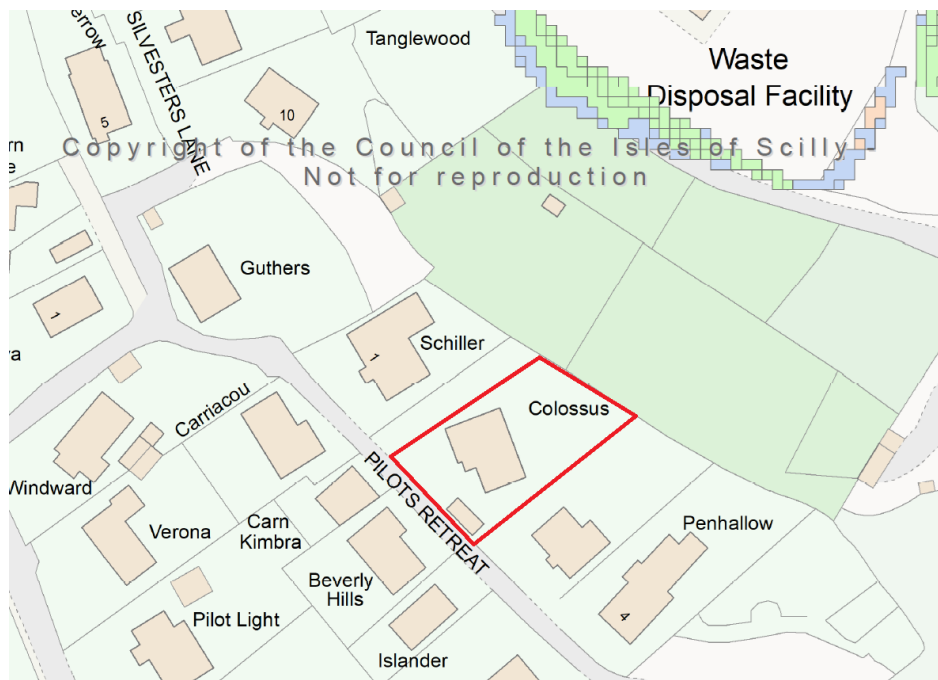 Tanglewood
Waste
Disposal Facility
SILVESTERS LANE
5
10
Copyright of the Council of the Isles of Scilly -
Not for reproduction
Guthers
1
Schiller
1
Colossus
Carriacou
PILOTS RETREAT
Windward
Verona
Carn
Kimbra
Penhallow
Beverly
Hills
4
Pilot Light
Islander